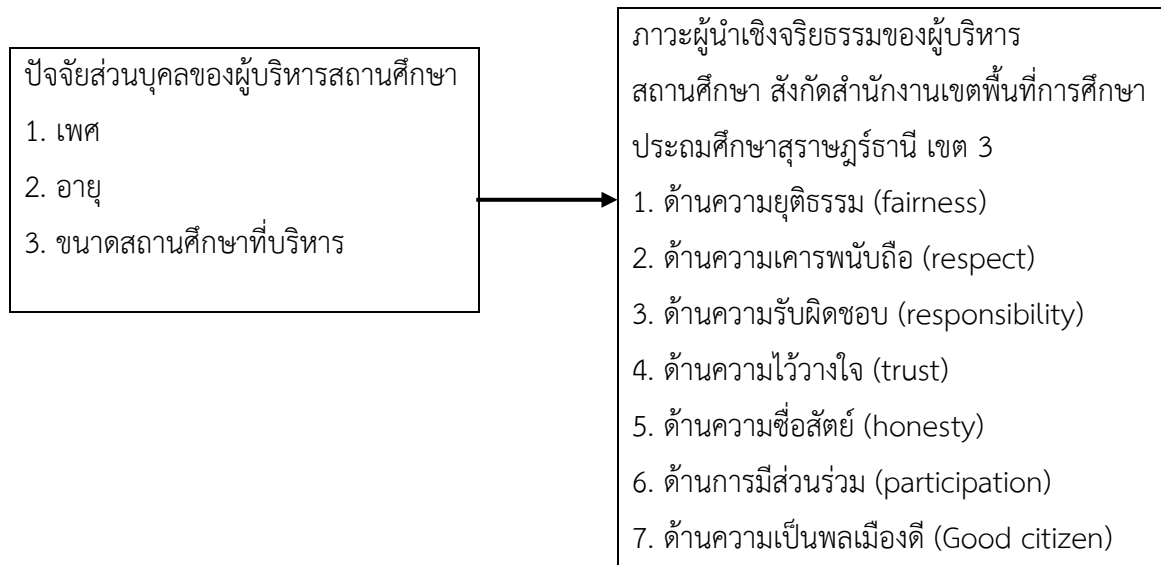 ปัจจัยส่วนบุคลของผู้บริหารสถานศึกษา
1. เพศ
2. อายุ
3. ขนาดสถานศึกษาที่บริหาร
ภาวะผู้นำเชิงจริยธรรมของผู้บริหาร
สถานศึกษา สังกัดสำนักงานเขตพื้นที่การศึกษา
ประถมศึกษาสุราษฎร์ธานี เขต 3
1. ด้านความยุติธรรม (fairness)
2. ด้านความเคารพนับถือ (respect)
3. ด้านความรับผิดชอบ (responsibility)
4. ด้านความไว้วางใจ (trust)
5. ด้านความซื่อสัตย์ (honesty)
6. ด้านการมีส่วนร่วม (participation)
7. ด้านความเป็นพลเมืองดี (Good citizen)